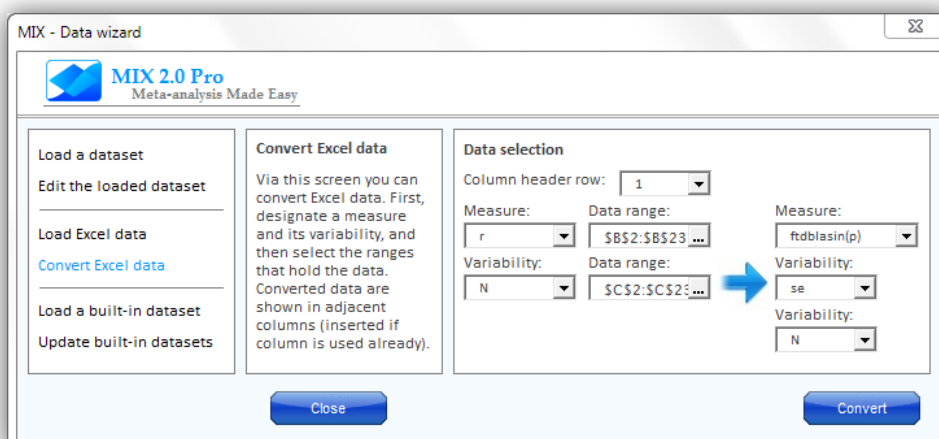 MIX - Data wizard
MIX 2.0 Pro
Meta-analysis Made Easy
Load a dataset
Edit the loaded dataset
Load Excel data
Convert Excel data
Load a built-in dataset
Update built-in datasets
Convert Excel data
Via this screen you can
convert Excel data. First,
designate a measure
and its variability, and
then select the ranges
that hold the data.
Converted data are
shown in adjacent
columns (inserted if
column is used already).
Data selection
Column header row: 1
Measure: Data range: Measure:
r $B$2:$B$23 ... ftdblasin(p)
Variability: Data range: Variability:
N $C$2:$C$23 ... se
Variability:
N
Close
Convert